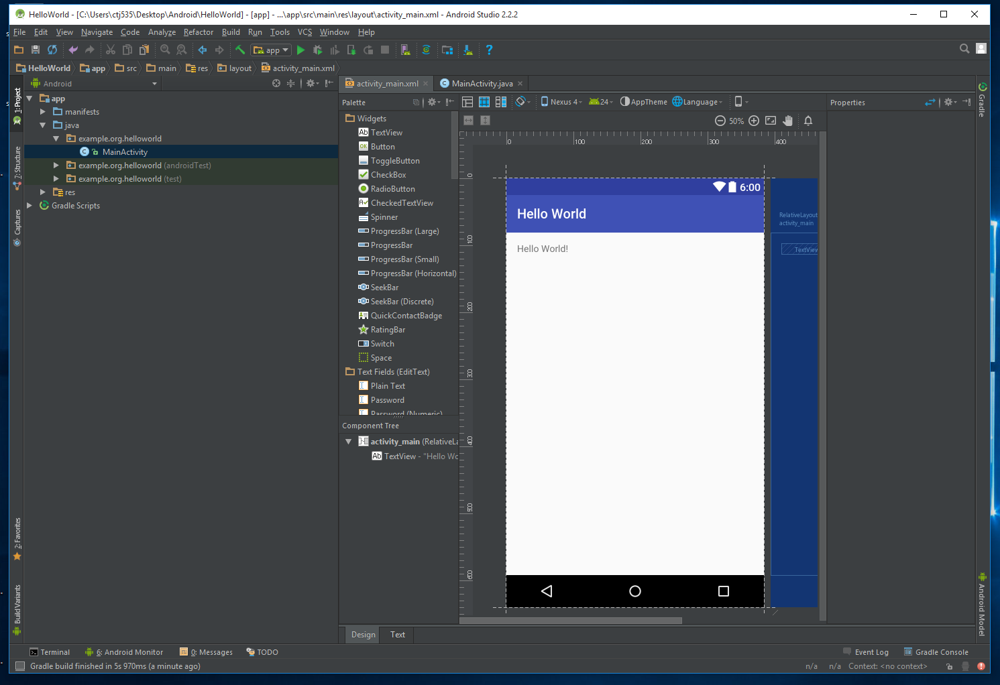 HelloWorld - [C:\Users\ctj535\Desktop\Android\HelloWorld] - [app] - ...\app\src\main\res\layout\activity_main.xml - Android Studio 2.2.2
File Edit View Navigate Code Analyze Refactor Build Run Tools VCS Window Help
app
HelloWorld app src main res layout activity_main.xml
Android
activity_main.xml MainActivity.java
1: Project
7: Structure
Captures
2: Favorites
Build Variants
app
manifests
java
example.org.helloworld
MainActivity
example.org.helloworld (androidTest)
example.org.helloworld (test)
res
Gradle Scripts
Palette
Widgets
TextView
Button
ToggleButton
CheckBox
RadioButton
CheckedTextView
Spinner
ProgressBar (Large)
ProgressBar
ProgressBar (Small)
ProgressBar (Horizontal)
SeekBar
SeekBar (Discrete)
QuickContactBadge
RatingBar
Switch
Space
Text Fields (EditText)
Plain Text
Password
Password (Numeric)
Component Tree
activity_main (RelativeLa
Ab TextView - "Hello Wo
Nexus 4 24 AppTheme Language
50%
0 100 200 300 400
0
100
200
300
400
500
600
6:00
Hello World
Hello World!
RelativeLayout
activity_main
TextView
Properties
Gradle
Android Model
Design Text
Terminal 6: Android Monitor 0: Messages TODO Event Log Gradle Console
Gradle build finished in 5s 970ms (a minute ago) n/a n/a Context: <no context>